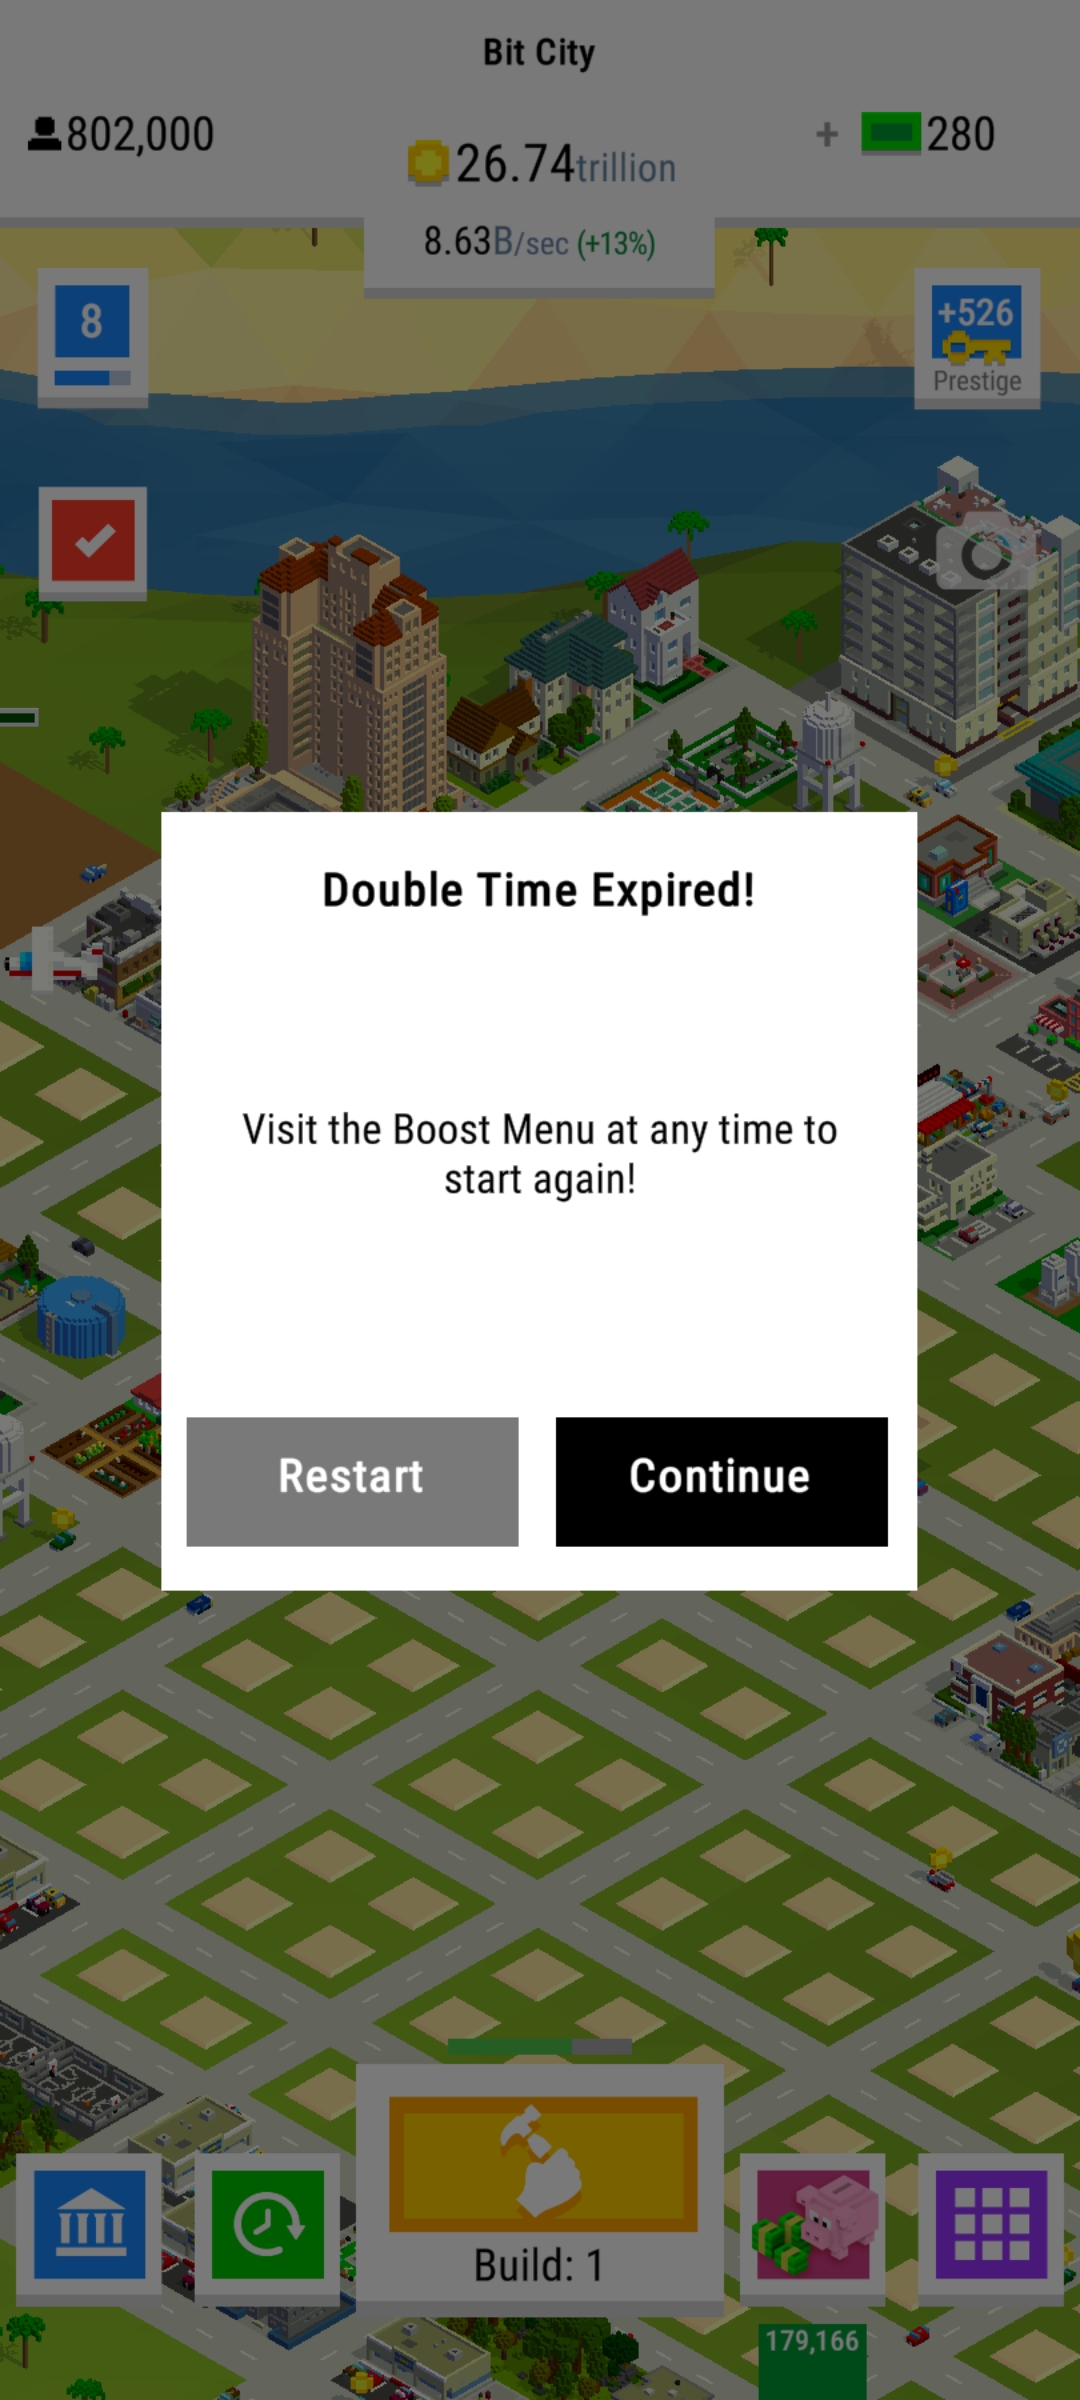 Bit City
802,000
26.74trillion
+ 280
8.63B/sec (+13%)
8
+526
Prestige
Double Time Expired!
Visit the Boost Menu at any time to
start again!
Restart
Continue
Build: 1
179,166